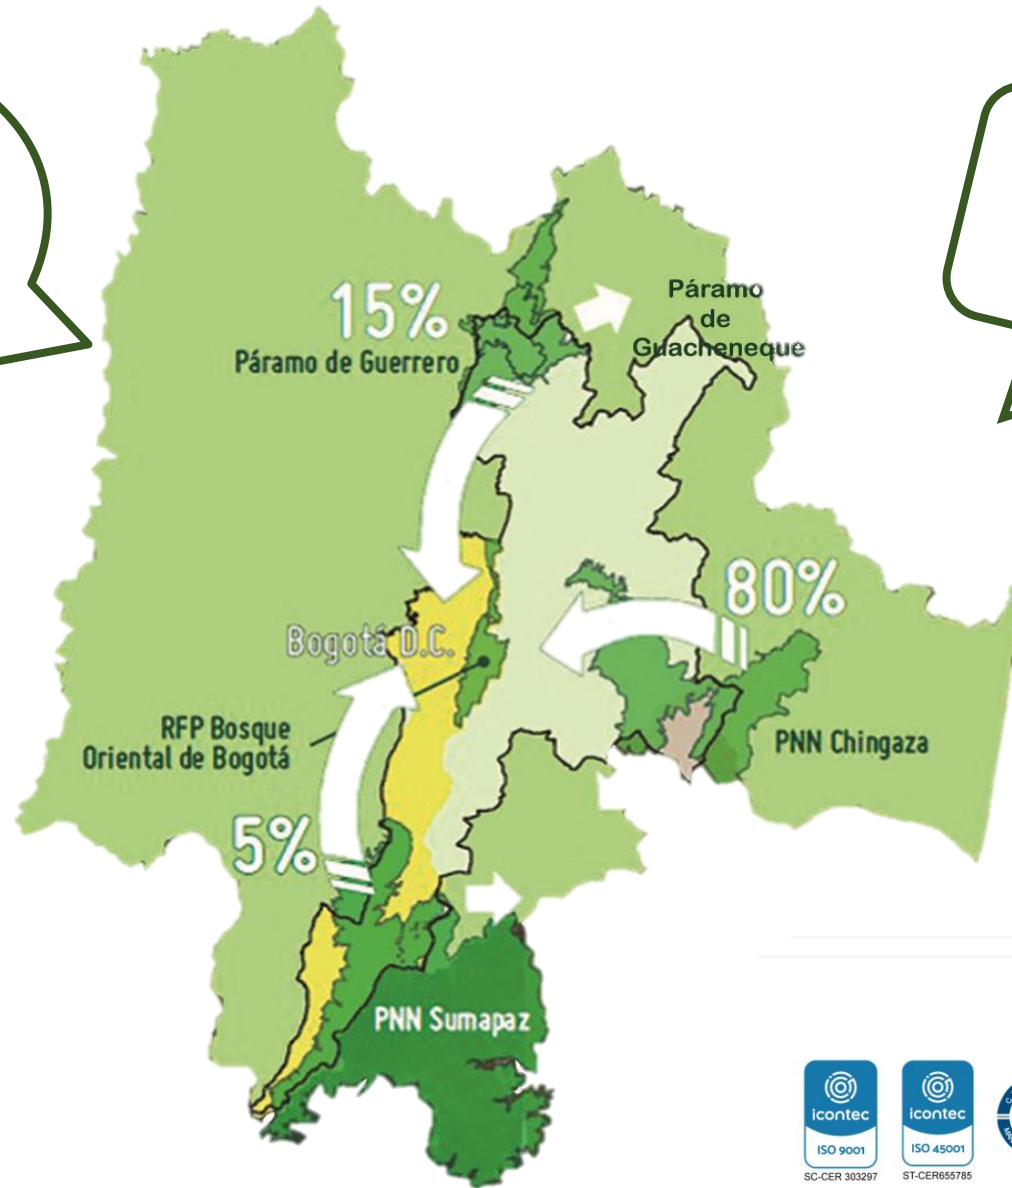 15%
Páramo de Guerrero
Páramo
de
Guacheneque
80%
Bogotá D.C.
RFP Bosque
Oriental de Bogotá
PNN Chingaza
5%
PNN Sumapaz
icontec
ISO 9001
SC-CER 303297
icontec
ISO 45001
ST-CER655785